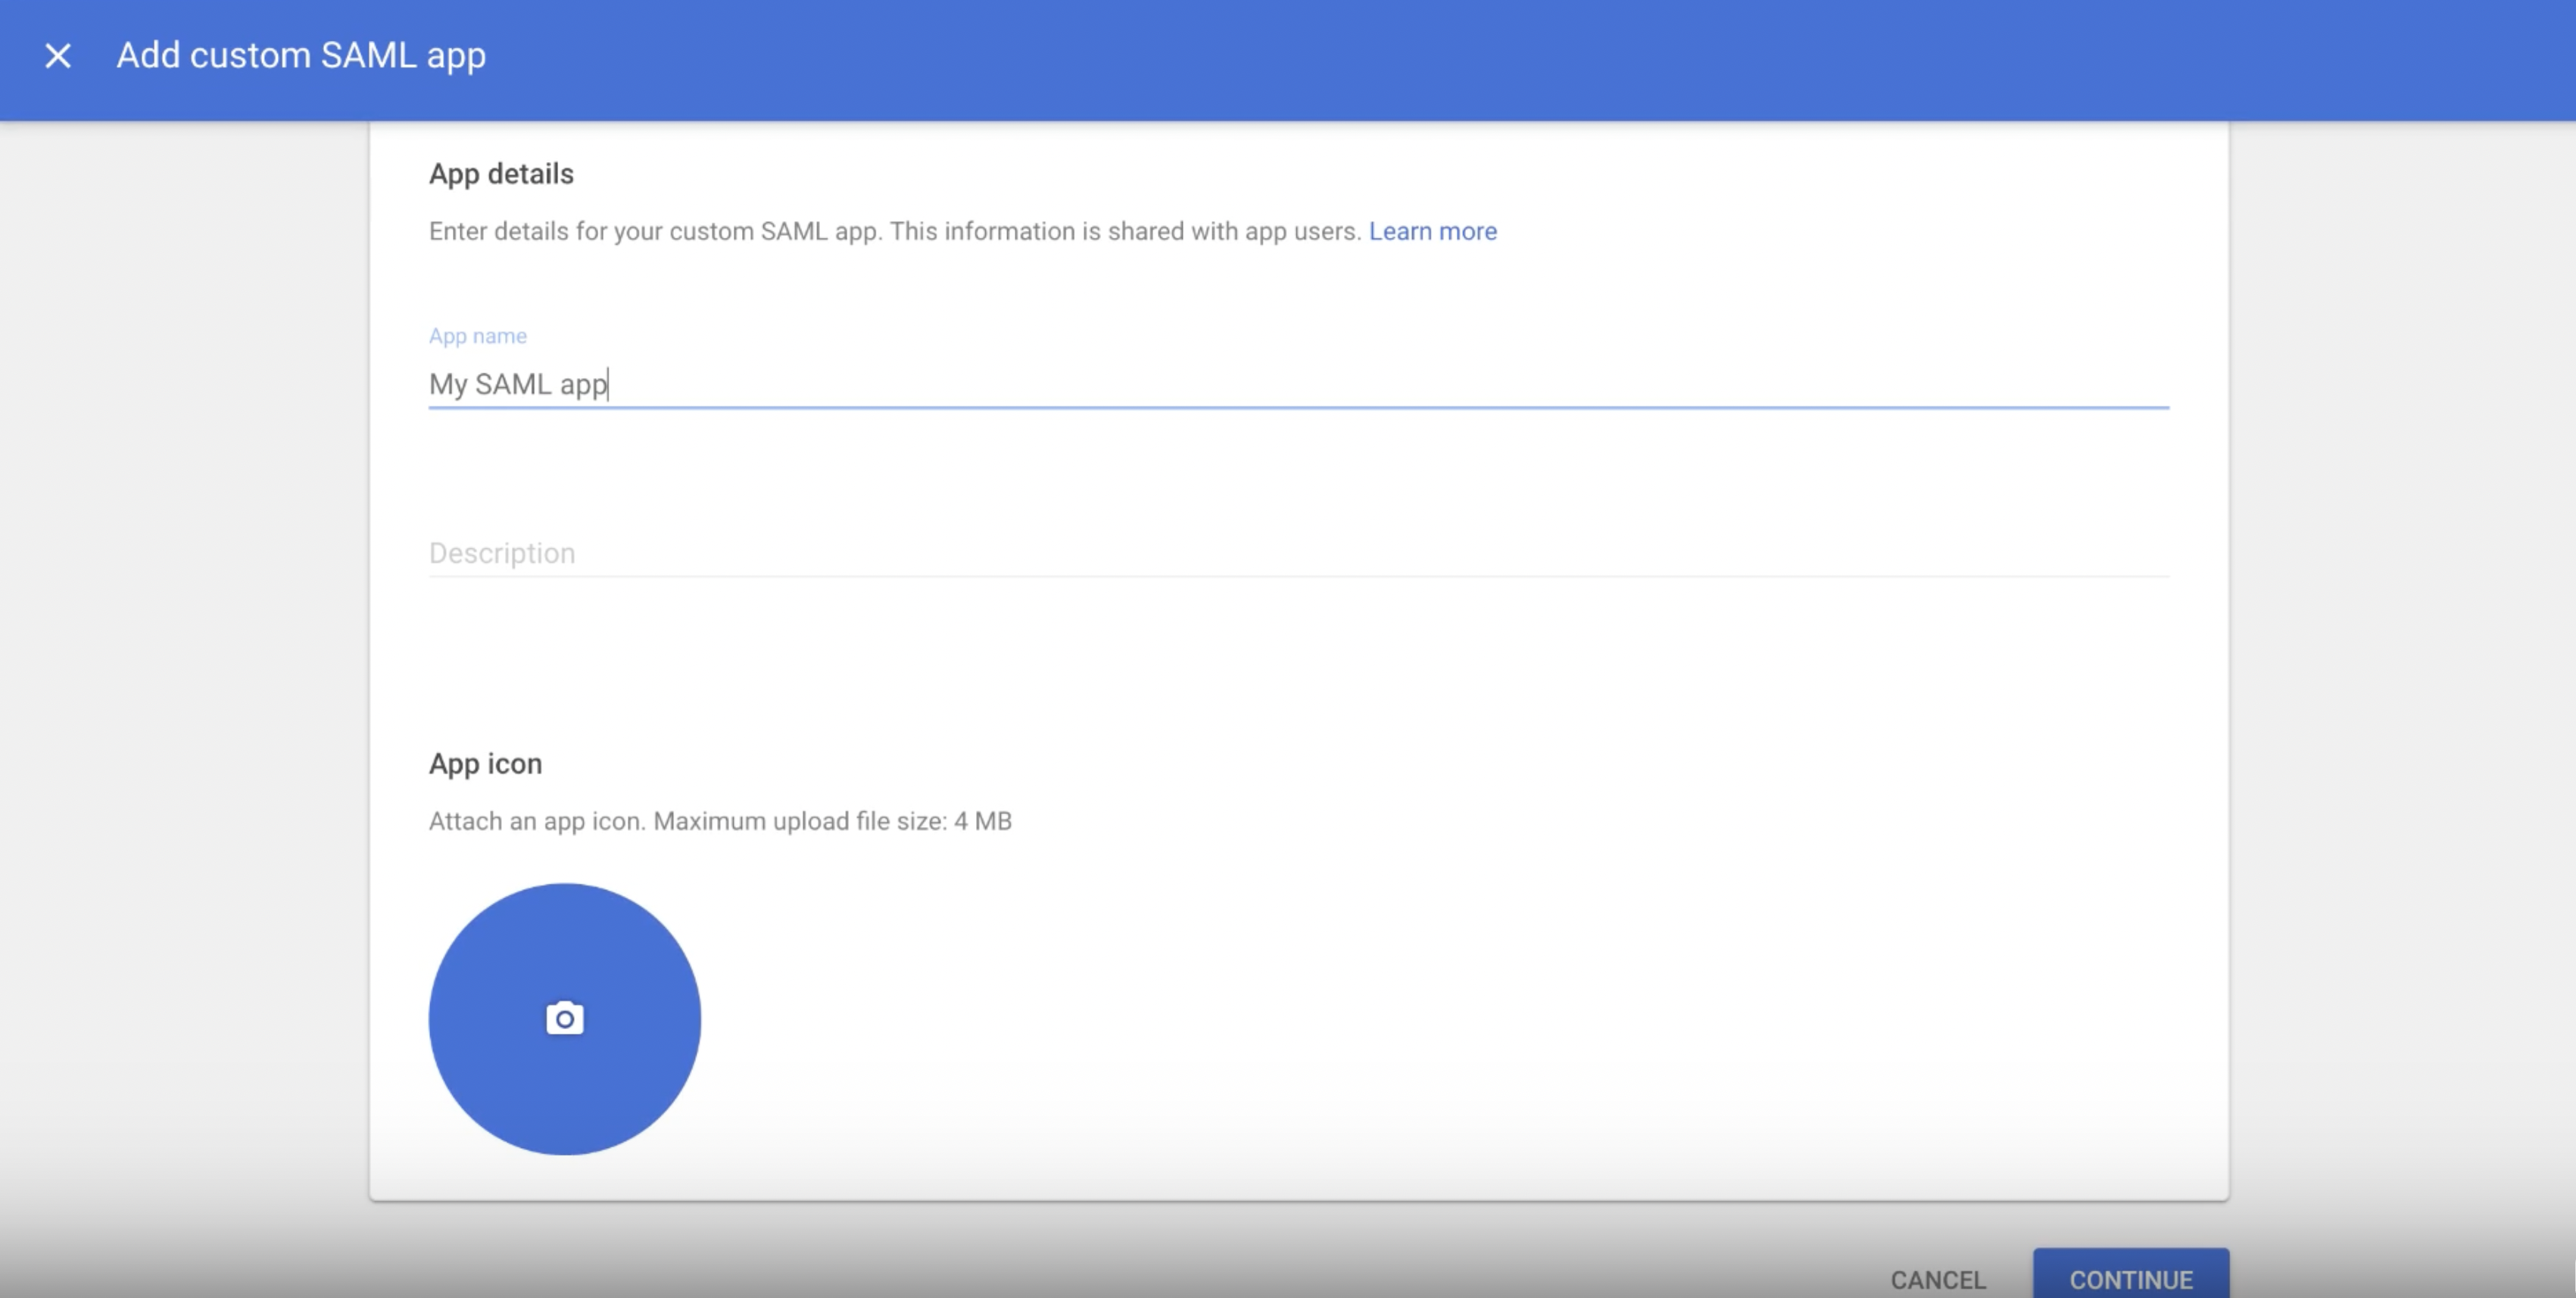 Add custom SAML app
App details
Enter details for your custom SAML app. This information is shared with app users. Learn more
App name
My SAML app
Description
App icon
Attach an app icon. Maximum upload file size: 4 MB
CANCEL CONTINUE